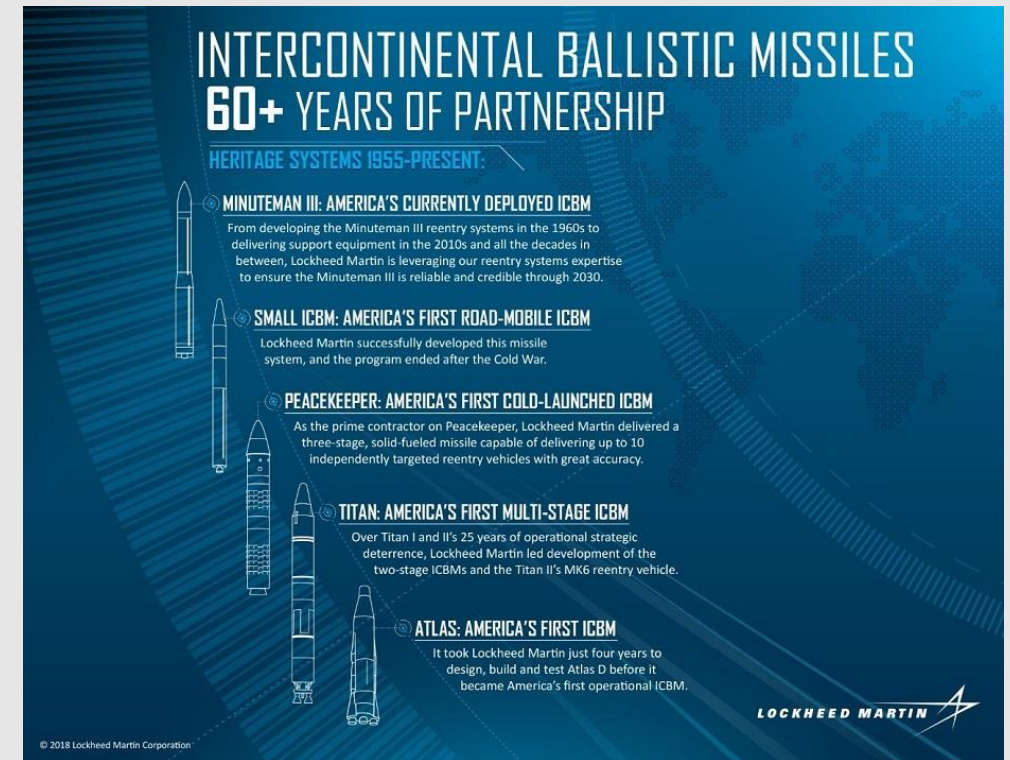 INTERCONTINENTAL BALLISTIC MISSILES
60+ YEARS OF PARTNERSHIP
HERITAGE SYSTEMS 1955-PRESENT:
MINUTEMAN III: AMERICA'S CURRENTLY DEPLOYED ICBM
From developing the Minuteman III reentry systems in the 1960s to
delivering support equipment in the 2010s and all the decades in
between, Lockheed Martin is leveraging our reentry systems expertise
to ensure the Minuteman III is reliable and credible through 2030.
SMALL ICBM: AMERICA'S FIRST ROAD-MOBILE ICBM
Lockheed Martin successfully developed this missile
system, and the program ended after the Cold War.
PEACEKEEPER: AMERICA'S FIRST COLD-LAUNCHED ICBM
As the prime contractor on Peacekeeper, Lockheed Martin delivered a
three-stage, solid-fueled missile capable of delivering up to 10
independently targeted reentry vehicles with great accuracy.
TITAN: AMERICA'S FIRST MULTI-STAGE ICBM
Over Titan I and II's 25 years of operational strategic
deterrence, Lockheed Martin led development of the
two-stage ICBMs and the Titan II's MK6 reentry vehicle.
ATLAS: AMERICA'S FIRST ICBM
It took Lockheed Martin just four years to
design, build and test Atlas D before it
became America's first operational ICBM.
LOCKHEED MARTIN
© 2018 Lockheed Martin Corporation